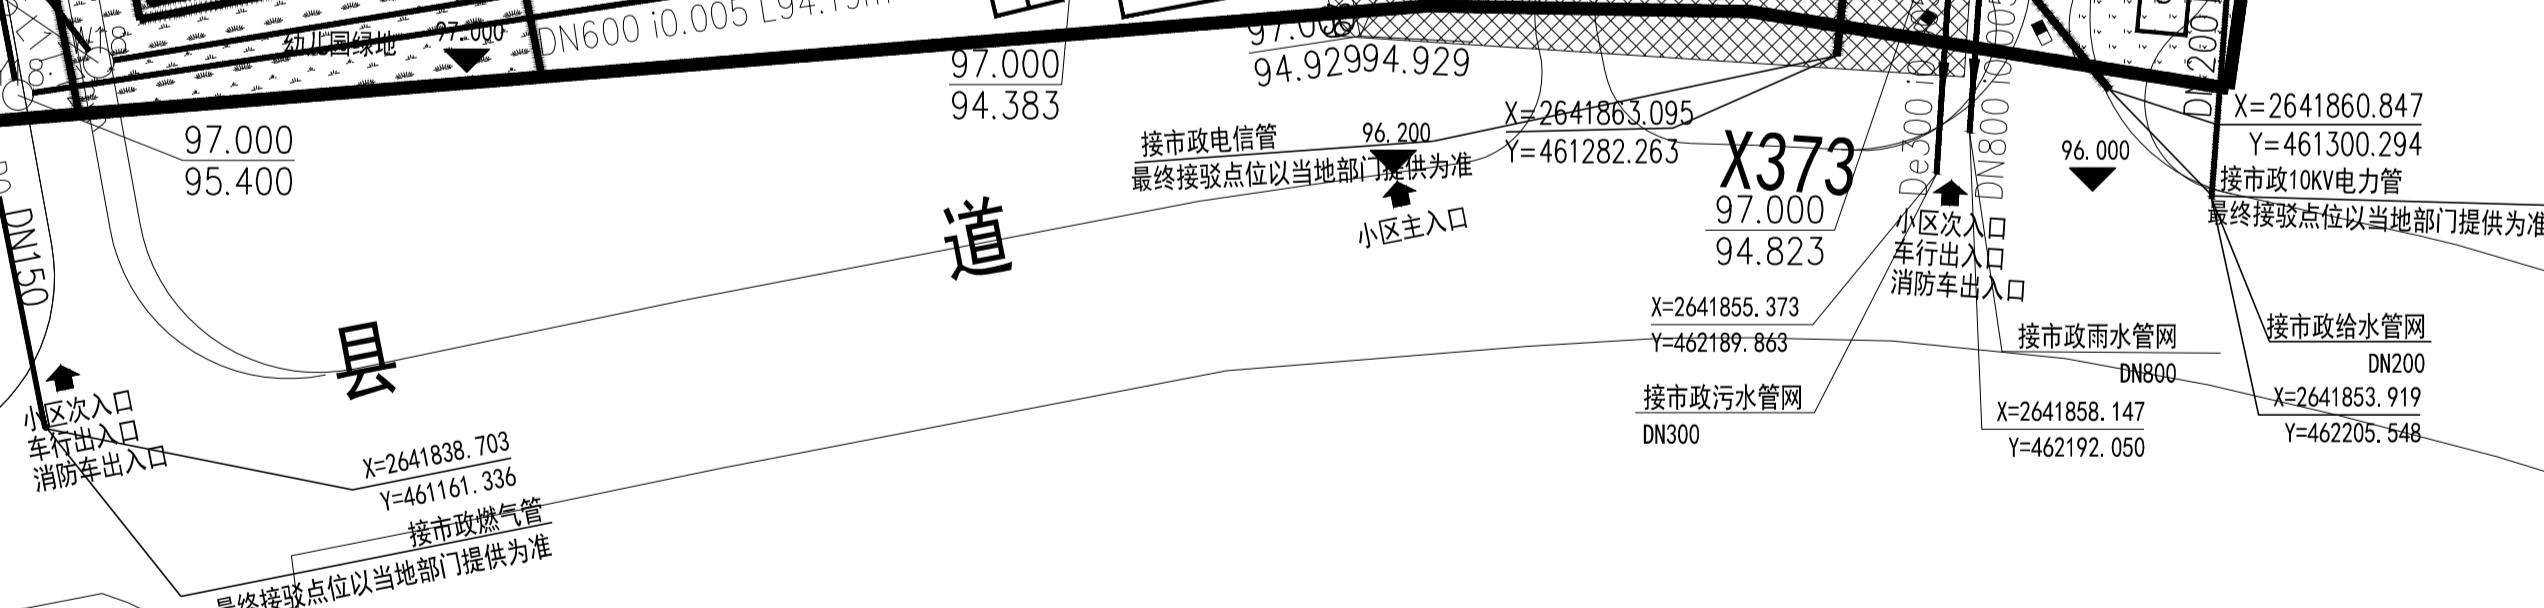 幼儿园绿地
97.000
DN600 i0.005
97.000
95.400
97.000
94.383
94.929
94.929
接市政电信管
最终接驳点位以当地部门提供为准
96.200
小区主入口
X=2641863.095
Y=461282.263
X373
97.000
94.823
De300
DN800
小区次入口
车行出入口
消防车出入口
96.000
DN200
X=2641860.847
Y=461300.294
接市政10KV电力管
最终接驳点位以当地部门提供为准
道
县
DN150
小区次入口
车行出入口
消防车出入口
X=2641838.703
Y=461161.336
接市政燃气管
最终接驳点位以当地部门提供为准
X=2641855.373
Y=462189.863
接市政污水管网
DN300
接市政雨水管网
DN800
X=2641858.147
Y=462192.050
接市政给水管网
DN200
X=2641853.919
Y=462205.548